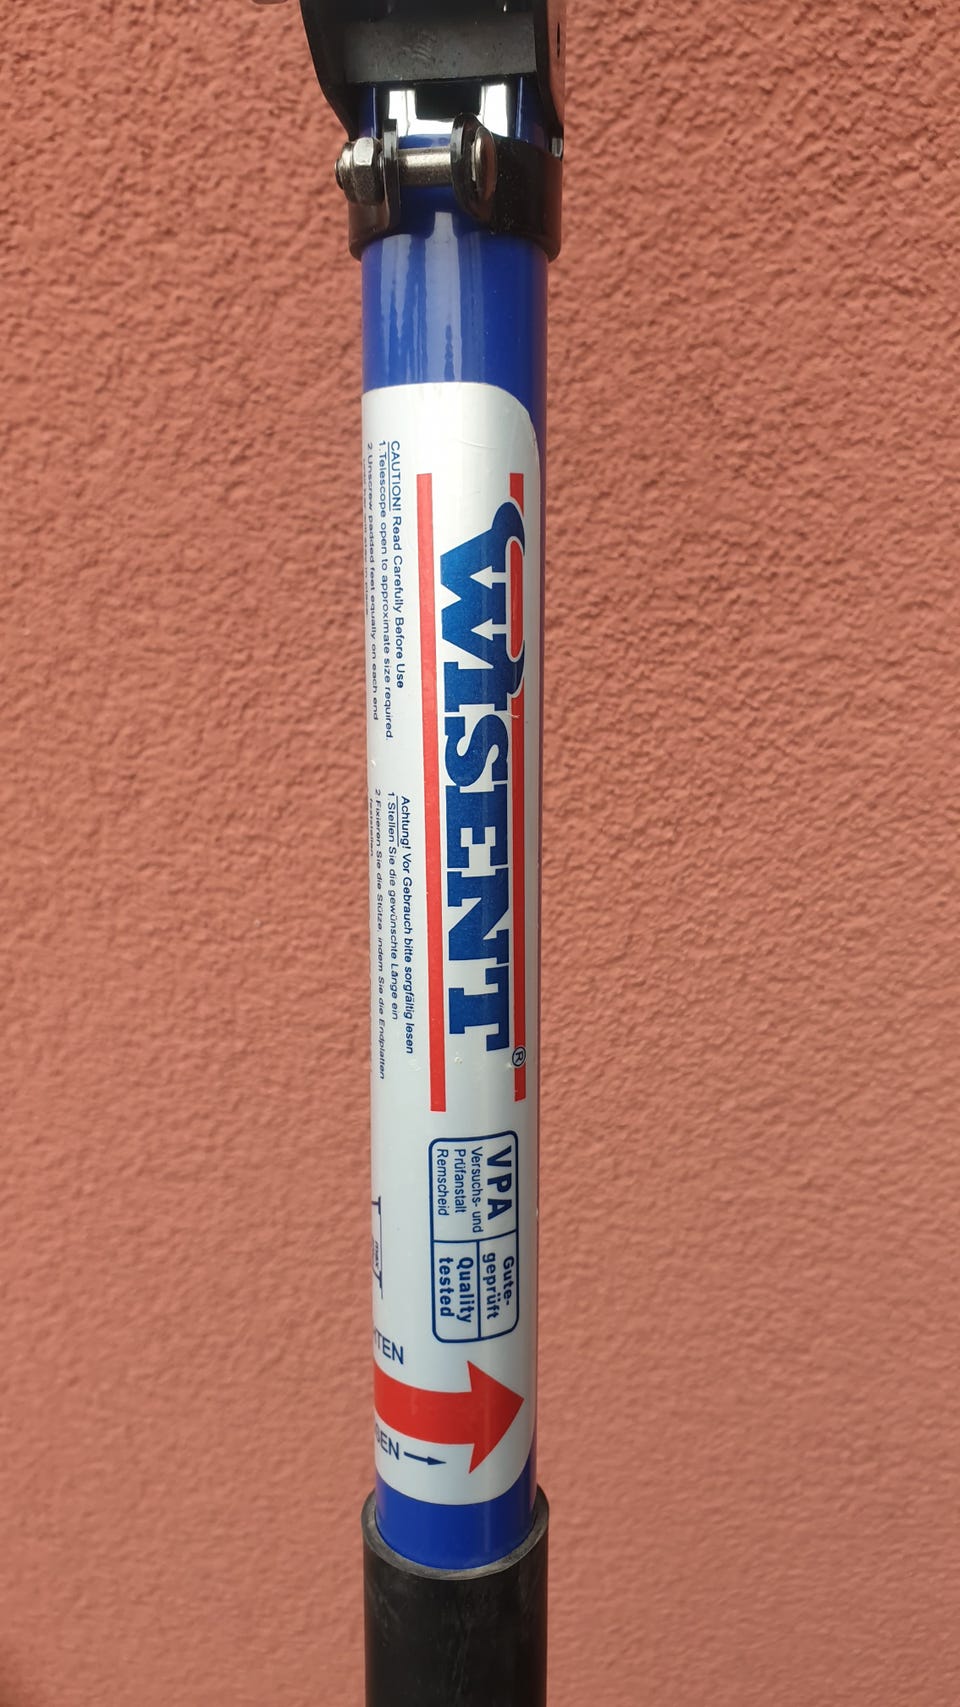 WISENT®
CAUTION! Read Carefully Before Use
1.Telescope open to approximate size required.
2 Unscrew padded feet equally on each end
Achtung! Vor Gebrauch bitte sorgfältig lesen
1 Stellen Sie die gewünschte Länge ein
2 Fixieren Sie die Stütze, indem Sie die Endplatten
VPA
Versuchs- und
Prüfanstalt
Remscheid
Gute-
geprüft
Quality
tested
max